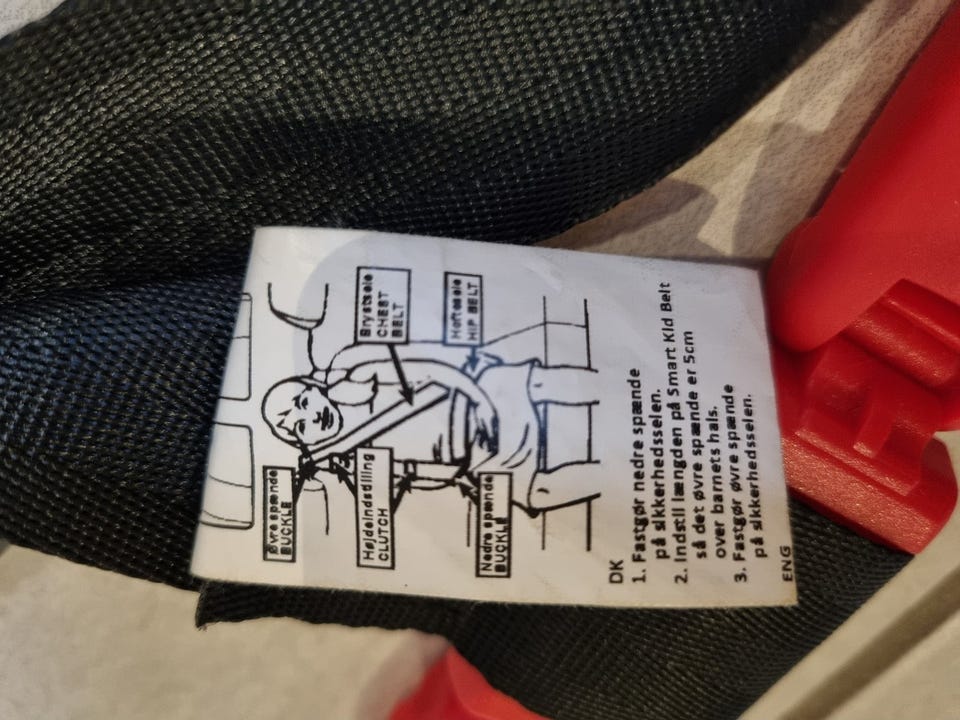 Øvre spænde
BUCKLE
Brystsele
CHEST
BELT
Højdeindstilling
CLUTCH
Hoftesele
HIP BELT
Nedre spænde
BUCKLE
DK
1. Fastgør nedre spænde
på sikkerhedsselen.
2. Indstil længden på Smart Kid Belt
så det øvre spænde er 5cm
over barnets hals.
3. Fastgør øvre spænde
på sikkerhedsselen.
ENG